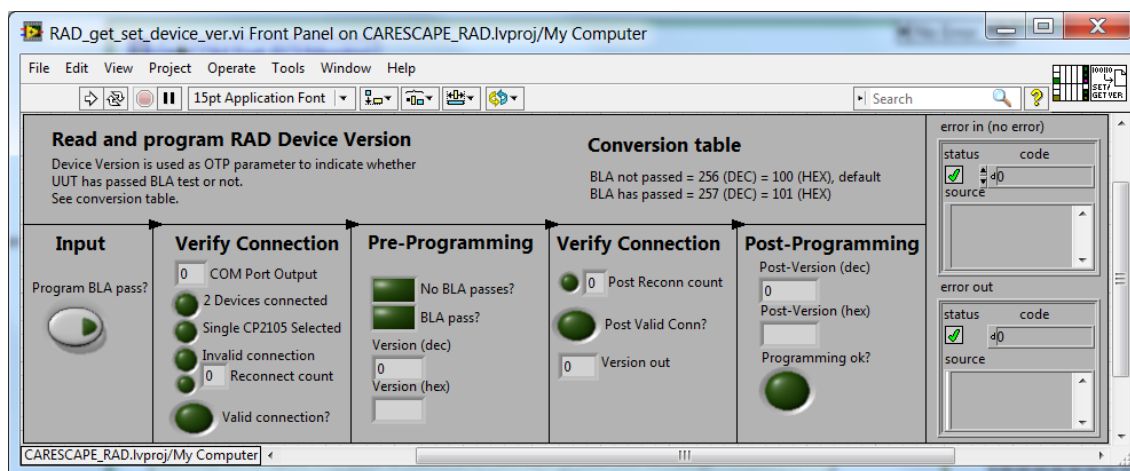 RAD_get_set_device_ver.vi Front Panel on CARESCAPE_RAD.lvproj/My Computer
File Edit View Project Operate Tools Window Help
15pt Application Font
Search
SET/
GET VER
Read and program RAD Device Version
Device Version is used as OTP parameter to indicate whether
UUT has passed BLA test or not.
See conversion table.
Conversion table
BLA not passed = 256 (DEC) = 100 (HEX), default
BLA has passed = 257 (DEC) = 101 (HEX)
Input
Program BLA pass?
Verify Connection
0 COM Port Output
2 Devices connected
Single CP2105 Selected
Invalid connection
0 Reconnect count
Valid connection?
Pre-Programming
No BLA passes?
BLA pass?
Version (dec)
0
Version (hex)
Verify Connection
0 Post Reconn count
Post Valid Conn?
0 Version out
Post-Programming
Post-Version (dec)
0
Post-Version (hex)
Programming ok?
error in (no error)
status code
d0
source
error out
status code
d0
source
CARESCAPE_RAD.lvproj/My Computer